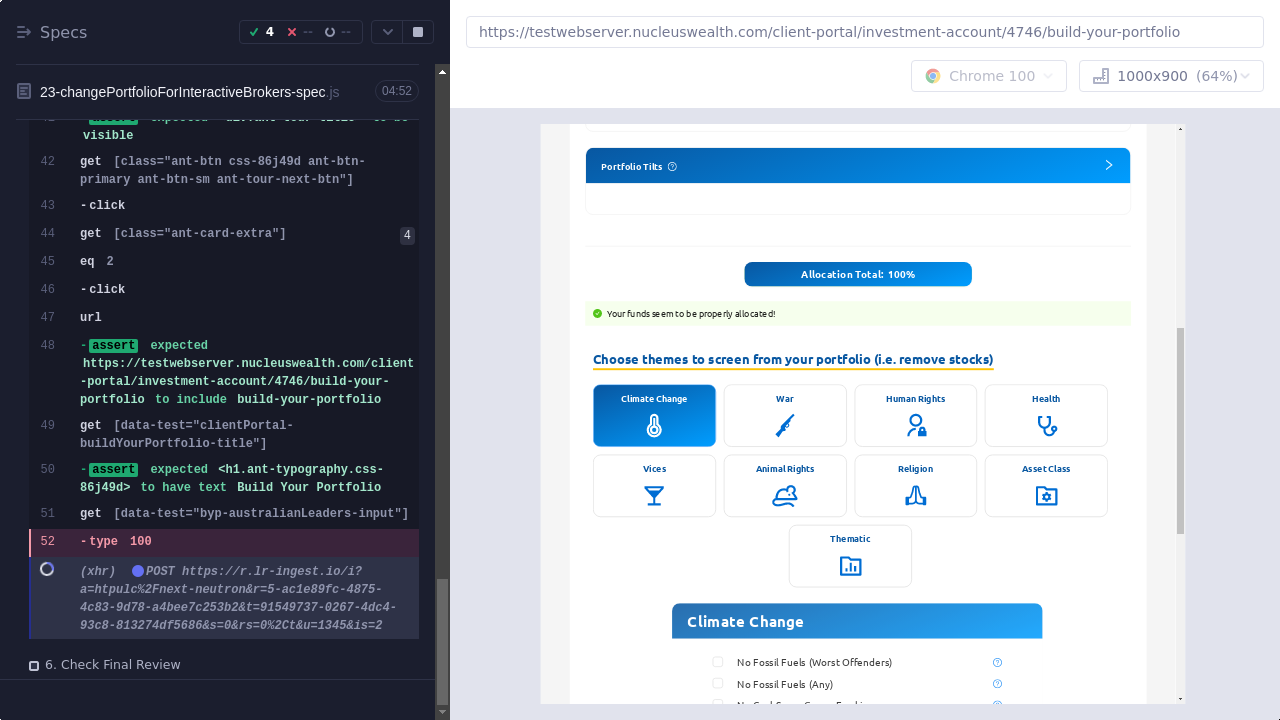 Specs
4
--
--
23-changePortfolioForInteractiveBrokers-spec.js
04:52
visible
42 get [class="ant-btn css-86j49d ant-btn-
primary ant-btn-sm ant-tour-next-btn"]
43 -click
44 get [class="ant-card-extra"] 4
45 eq 2
46 -click
47 url
48 -assert expected
https://testwebserver.nucleuswealth.com/client
-portal/investment-account/4746/build-your-
portfolio to include build-your-portfolio
49 get [data-test="clientPortal-
buildYourPortfolio-title"]
50 -assert expected <h1.ant-typography.css-
86j49d> to have text Build Your Portfolio
51 get [data-test="byp-australianLeaders-input"]
52 -type 100
(xhr) POST https://r.lr-ingest.io/i?
a=htpulc%2Fnext-neutron&r=5-ac1e89fc-4875-
4c83-9d78-a4bee7c253b2&t=91549737-0267-4dc4-
93c8-813274df5686&s=0&rs=0%2Ct&u=1345&is=2
6. Check Final Review
https://testwebserver.nucleuswealth.com/client-portal/investment-account/4746/build-your-portfolio
Chrome 100
1000x900 (64%)
Portfolio Tilts
Allocation Total: 100%
Your funds seem to be properly allocated!
Choose themes to screen from your portfolio (i.e. remove stocks)
Climate Change
War
Human Rights
Health
Vices
Animal Rights
Religion
Asset Class
Thematic
Climate Change
No Fossil Fuels (Worst Offenders)
No Fossil Fuels (Any)